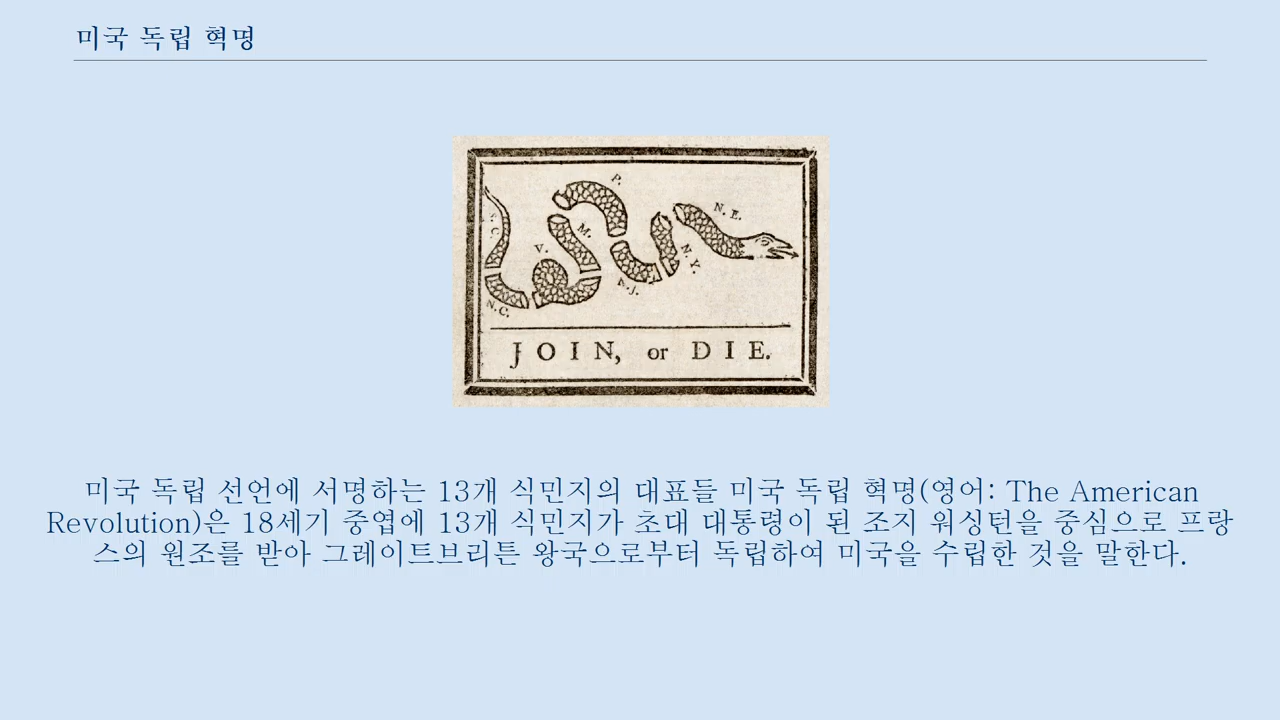 미국 독립 혁명
P.
N. E.
S. C.
M.
V.
N. Y.
N. J.
N. C.
JOIN, or DIE.
미국 독립 선언에 서명하는 13개 식민지의 대표들 미국 독립 혁명(영어: The American
Revolution)은 18세기 중엽에 13개 식민지가 초대 대통령이 된 조지 워싱턴을 중심으로 프랑
스의 원조를 받아 그레이트브리튼 왕국으로부터 독립하여 미국을 수립한 것을 말한다.